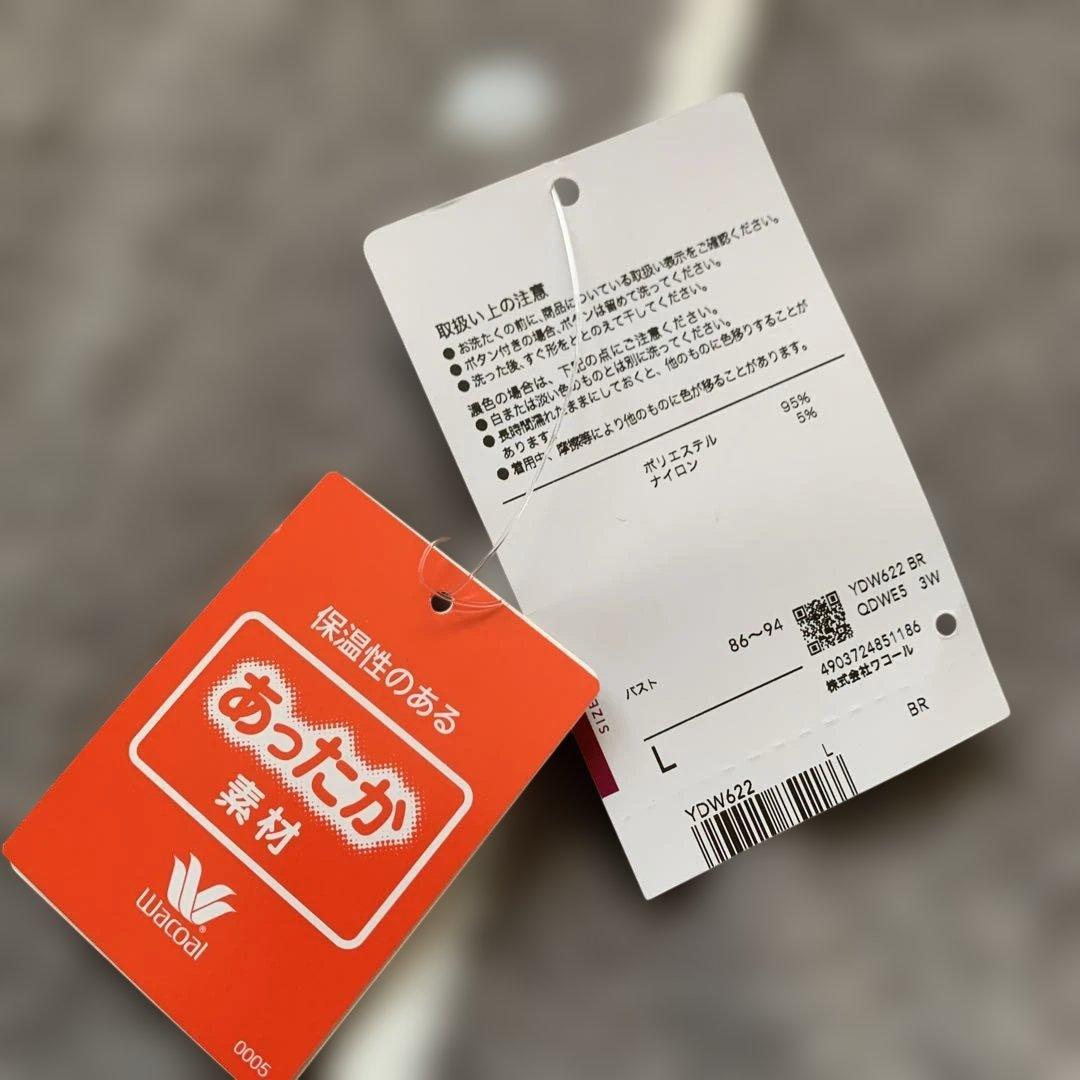 取扱い上の注意
●お洗たくの前に、商品についている取扱い表示をご確認ください。
●ボタン付きの場合、ボタンは留めて洗ってください。
●洗った後、すぐ形をととのえて干してください。
濃色の場合は、下記の点にご注意ください。
●白または淡い色のものとは別に洗ってください。
●長時間濡れたままにしておくと、他のものに色移りすることが
あります。
●着用中、摩擦等により他のものに色が移ることがあります。
ポリエステル 95%
ナイロン 5%
YDW622 BR
QDWE5 3W
バスト 86〜94
4903724851186
株式会社ワコール
SIZE
L
BR
YDW622 L
保温性のある
あったか
素材
wacoal®
0005